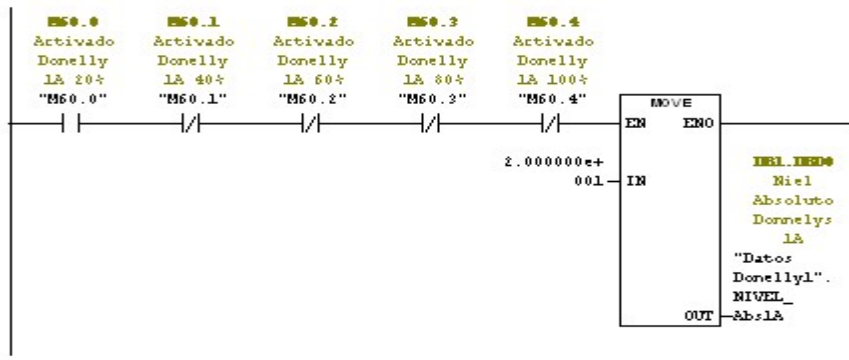 M60.0 M60.1 M60.2 M60.3 M60.4
Activado Activado Activado Activado Activado
Donelly Donelly Donelly Donelly Donelly
1A 20% 1A 40% 1A 60% 1A 80% 1A 100%
"M60.0" "M60.1" "M60.2" "M60.3" "M60.4"
MOVE
EN ENO
2.000000e+
001 IN
DB1.DBD0
Niel
Absoluto
Donnelys
1A
"Datos
Donelly1".
NIVEL_
OUT Abs1A